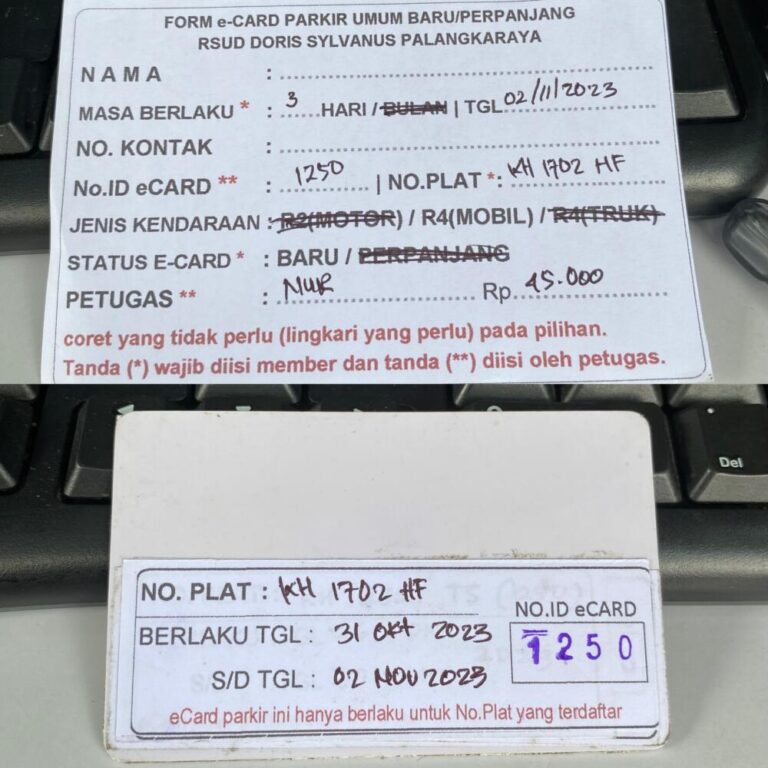 FORM e-CARD PARKIR UMUM BARU/PERPANJANG
RSUD DORIS SYLVANUS PALANGKARAYA
NAMA :
MASA BERLAKU * : 3 HARI / BULAN | TGL 02/11/2023
NO. KONTAK :
No.ID eCARD ** : 1250 | NO.PLAT *: KH 1702 HF
JENIS KENDARAAN : R2(MOTOR) / R4(MOBIL) / R4(TRUK)
STATUS E-CARD * : BARU / PERPANJANG
PETUGAS ** : NUR Rp. 45.000
coret yang tidak perlu (lingkari yang perlu) pada pilihan.
Tanda (*) wajib diisi member dan tanda (**) diisi oleh petugas.
Del
NO. PLAT : KH 1702 HF
NO.ID eCARD
BERLAKU TGL : 31 OKT 2023
1250
S/D TGL : 02 NOV 2023
eCard parkir ini hanya berlaku untuk No.Plat yang terdaftar